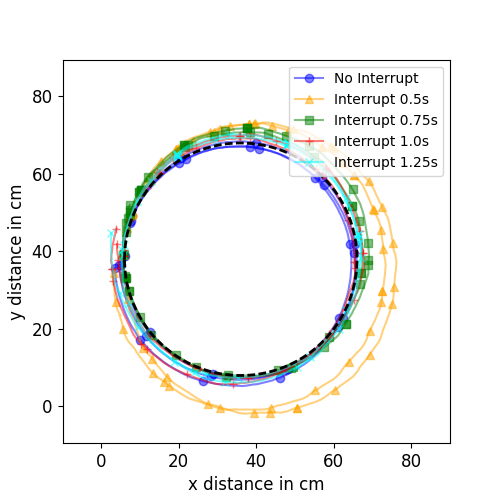 No Interrupt
Interrupt 0.5s
Interrupt 0.75s
Interrupt 1.0s
Interrupt 1.25s
80
60
40
20
0
y distance in cm
0 20 40 60 80
x distance in cm